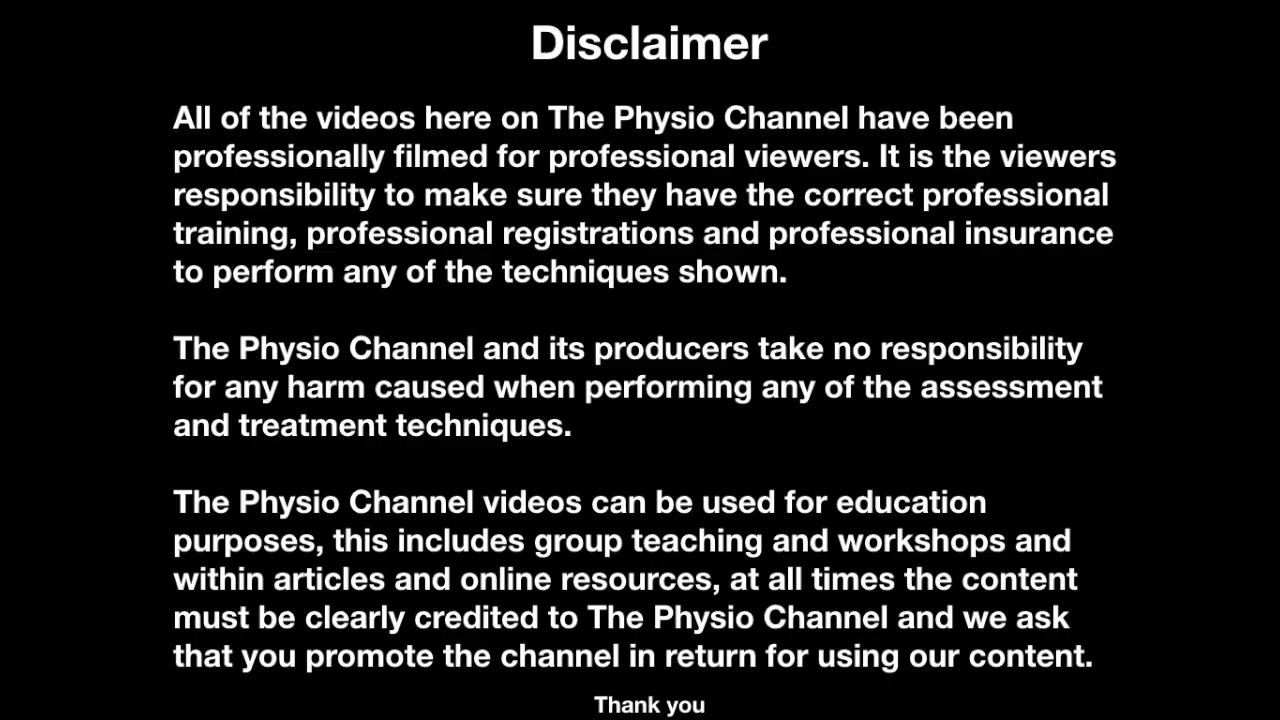 Disclaimer
All of the videos here on The Physio Channel have been
professionally filmed for professional viewers. It is the viewers
responsibility to make sure they have the correct professional
training, professional registrations and professional insurance
to perform any of the techniques shown.
The Physio Channel and its producers take no responsibility
for any harm caused when performing any of the assessment
and treatment techniques.
The Physio Channel videos can be used for education
purposes, this includes group teaching and workshops and
within articles and online resources, at all times the content
must be clearly credited to The Physio Channel and we ask
that you promote the channel in return for using our content.
Thank you